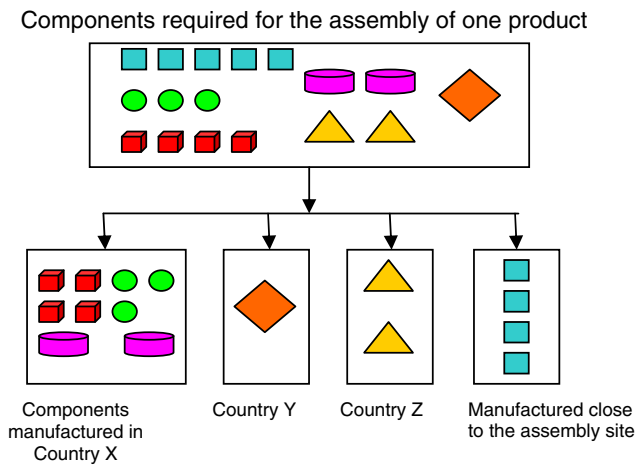 Components required for the assembly of one product
Components
manufactured in
Country X
Country Y
Country Z
Manufactured close
to the assembly site